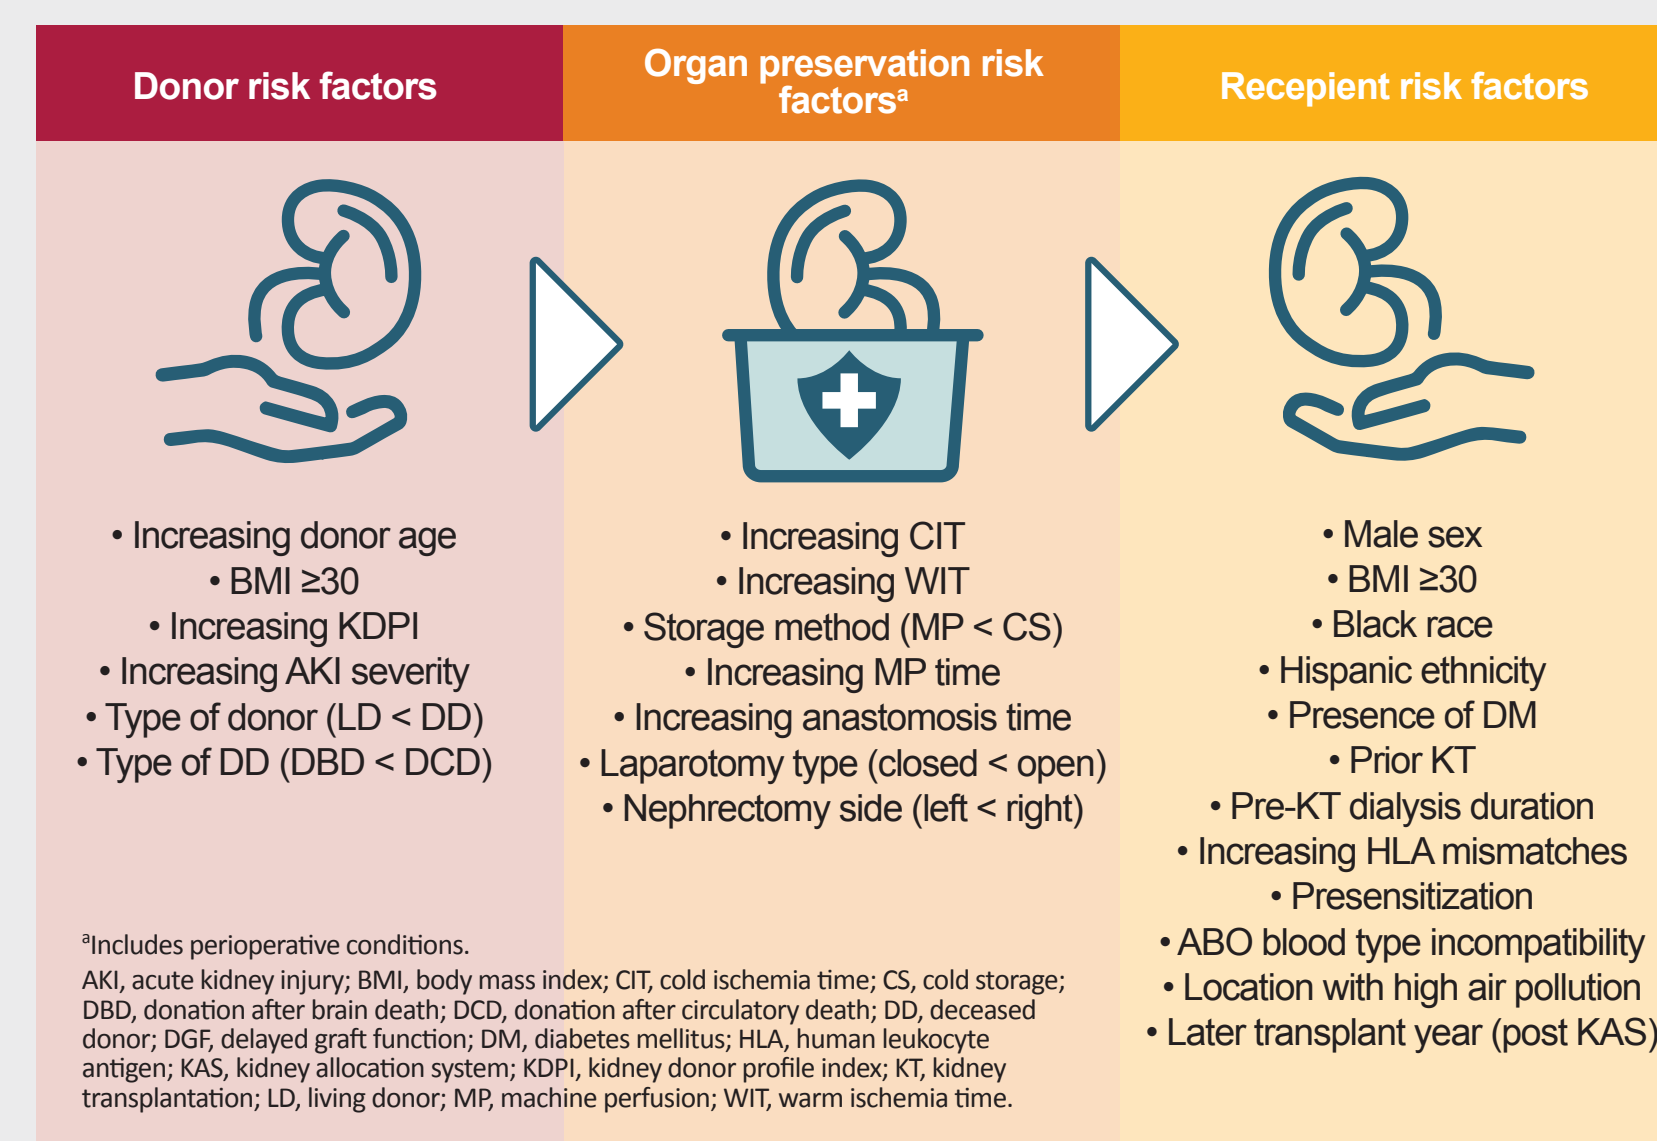 Donor risk factors
• Increasing donor age
• BMI ≥30
• Increasing KDPI
• Increasing AKI severity
• Type of donor (LD < DD)
• Type of DD (DBD < DCD)
Organ preservation risk
factorsᵃ
• Increasing CIT
• Increasing WIT
• Storage method (MP < CS)
• Increasing MP time
• Increasing anastomosis time
• Laparotomy type (closed < open)
• Nephrectomy side (left < right)
Recepient risk factors
• Male sex
• BMI ≥30
• Black race
• Hispanic ethnicity
• Presence of DM
• Prior KT
• Pre-KT dialysis duration
• Increasing HLA mismatches
• Presensitization
• ABO blood type incompatibility
• Location with high air pollution
• Later transplant year (post KAS)
ᵃIncludes perioperative conditions.
AKI, acute kidney injury; BMI, body mass index; CIT, cold ischemia time; CS, cold storage;
DBD, donation after brain death; DCD, donation after circulatory death; DD, deceased
donor; DGF, delayed graft function; DM, diabetes mellitus; HLA, human leukocyte
antigen; KAS, kidney allocation system; KDPI, kidney donor profile index; KT, kidney
transplantation; LD, living donor; MP, machine perfusion; WIT, warm ischemia time.